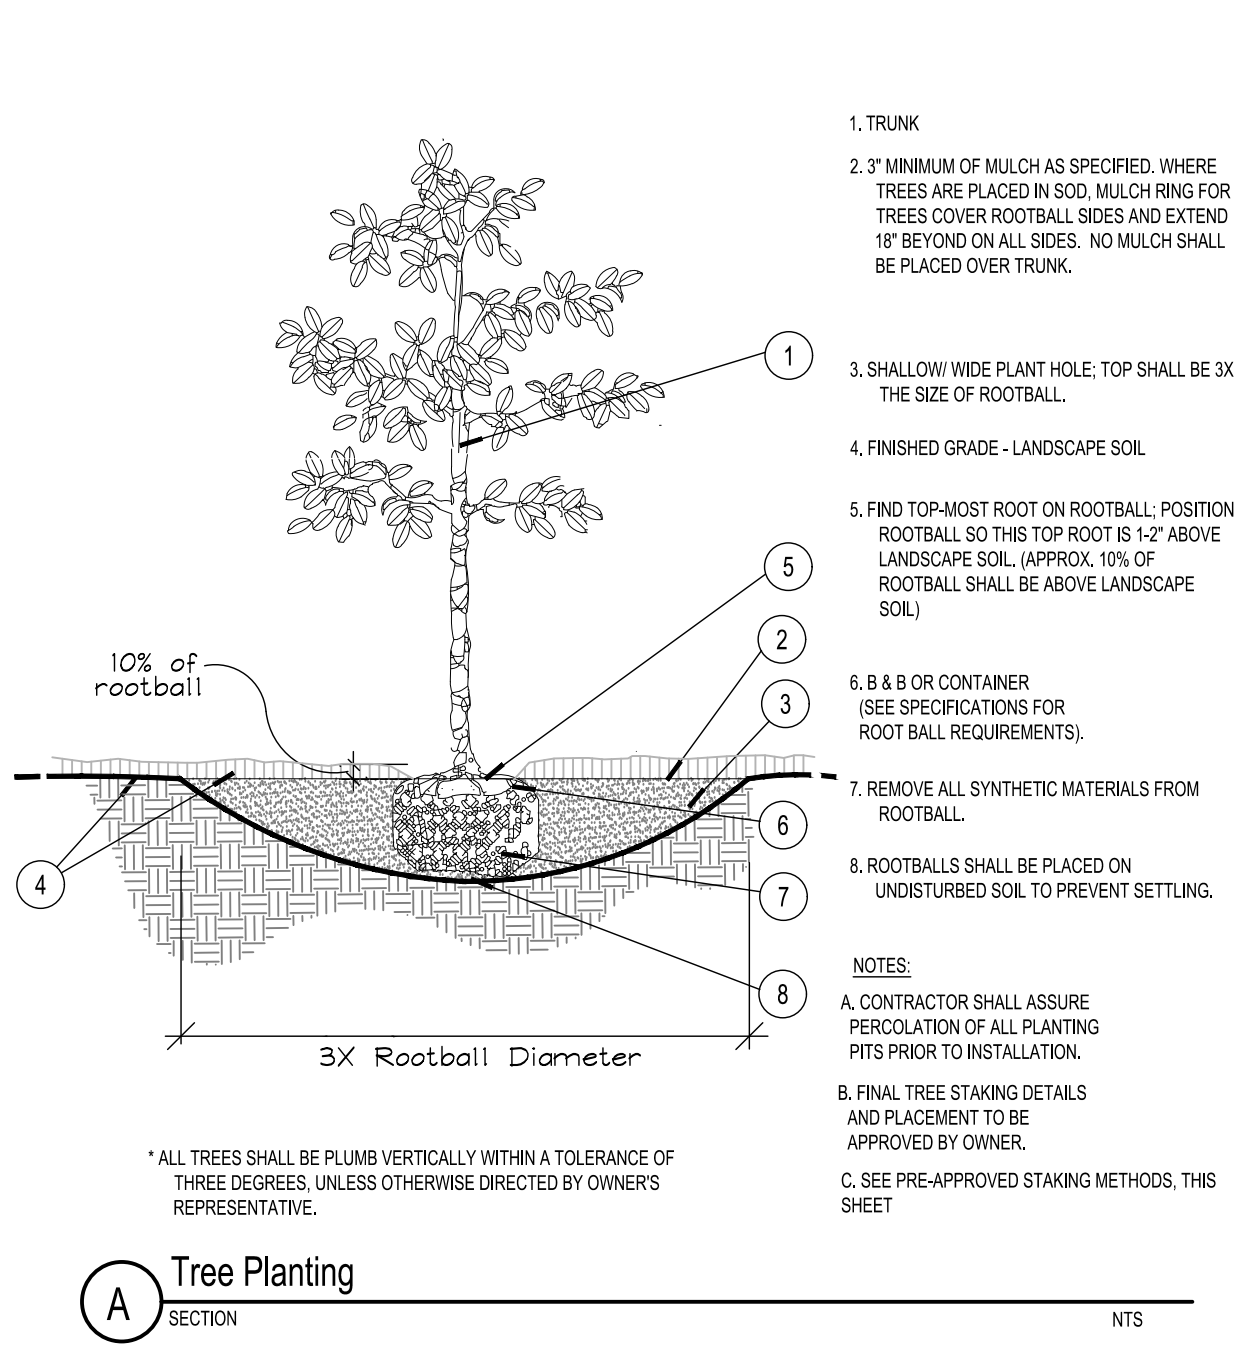 1. TRUNK
2. 3" MINIMUM OF MULCH AS SPECIFIED. WHERE
TREES ARE PLACED IN SOD, MULCH RING FOR
TREES COVER ROOTBALL SIDES AND EXTEND
18" BEYOND ON ALL SIDES. NO MULCH SHALL
BE PLACED OVER TRUNK.
3. SHALLOW/ WIDE PLANT HOLE; TOP SHALL BE 3X
THE SIZE OF ROOTBALL.
4. FINISHED GRADE - LANDSCAPE SOIL
5. FIND TOP-MOST ROOT ON ROOTBALL; POSITION
ROOTBALL SO THIS TOP ROOT IS 1-2" ABOVE
LANDSCAPE SOIL. (APPROX. 10% OF
ROOTBALL SHALL BE ABOVE LANDSCAPE
SOIL)
6. B & B OR CONTAINER
(SEE SPECIFICATIONS FOR
ROOT BALL REQUIREMENTS).
7. REMOVE ALL SYNTHETIC MATERIALS FROM
ROOTBALL.
8. ROOTBALLS SHALL BE PLACED ON
UNDISTURBED SOIL TO PREVENT SETTLING.
NOTES:
A. CONTRACTOR SHALL ASSURE
PERCOLATION OF ALL PLANTING
PITS PRIOR TO INSTALLATION.
B. FINAL TREE STAKING DETAILS
AND PLACEMENT TO BE
APPROVED BY OWNER.
C. SEE PRE-APPROVED STAKING METHODS, THIS
SHEET
1
5
2
3
6
7
8
4
10% of
rootball
3X Rootball Diameter
* ALL TREES SHALL BE PLUMB VERTICALLY WITHIN A TOLERANCE OF
THREE DEGREES, UNLESS OTHERWISE DIRECTED BY OWNER'S
REPRESENTATIVE.
A
Tree Planting
SECTION
NTS